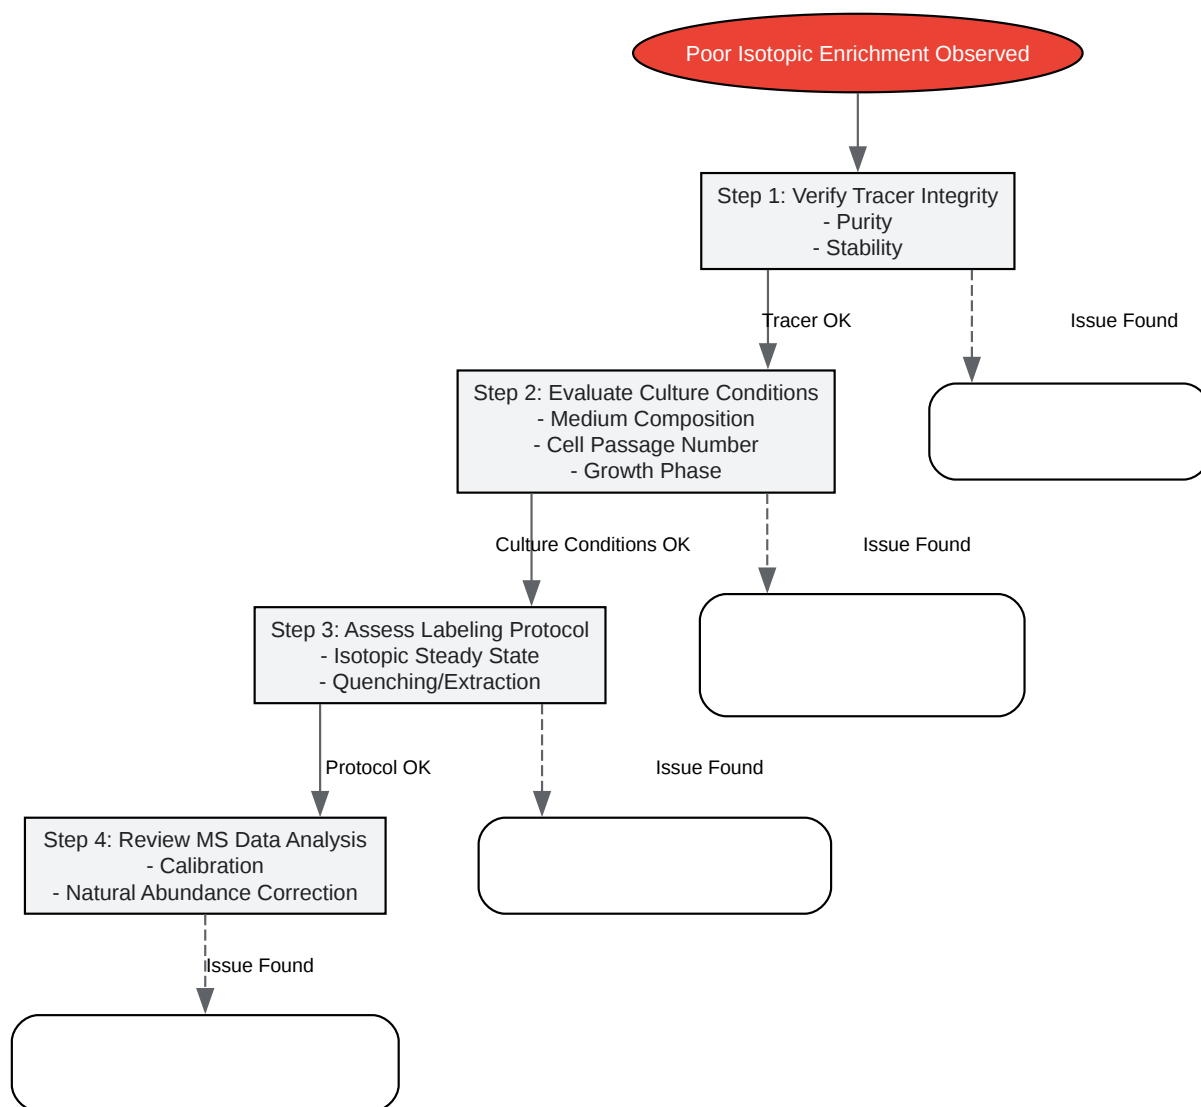 Poor Isotopic Enrichment Observed
Step 1: Verify Tracer Integrity
- Purity
- Stability
Tracer OK
Issue Found
Step 2: Evaluate Culture Conditions
- Medium Composition
- Cell Passage Number
- Growth Phase
Culture Conditions OK
Issue Found
Step 3: Assess Labeling Protocol
- Isotopic Steady State
- Quenching/Extraction
Protocol OK
Issue Found
Step 4: Review MS Data Analysis
- Calibration
- Natural Abundance Correction
Issue Found